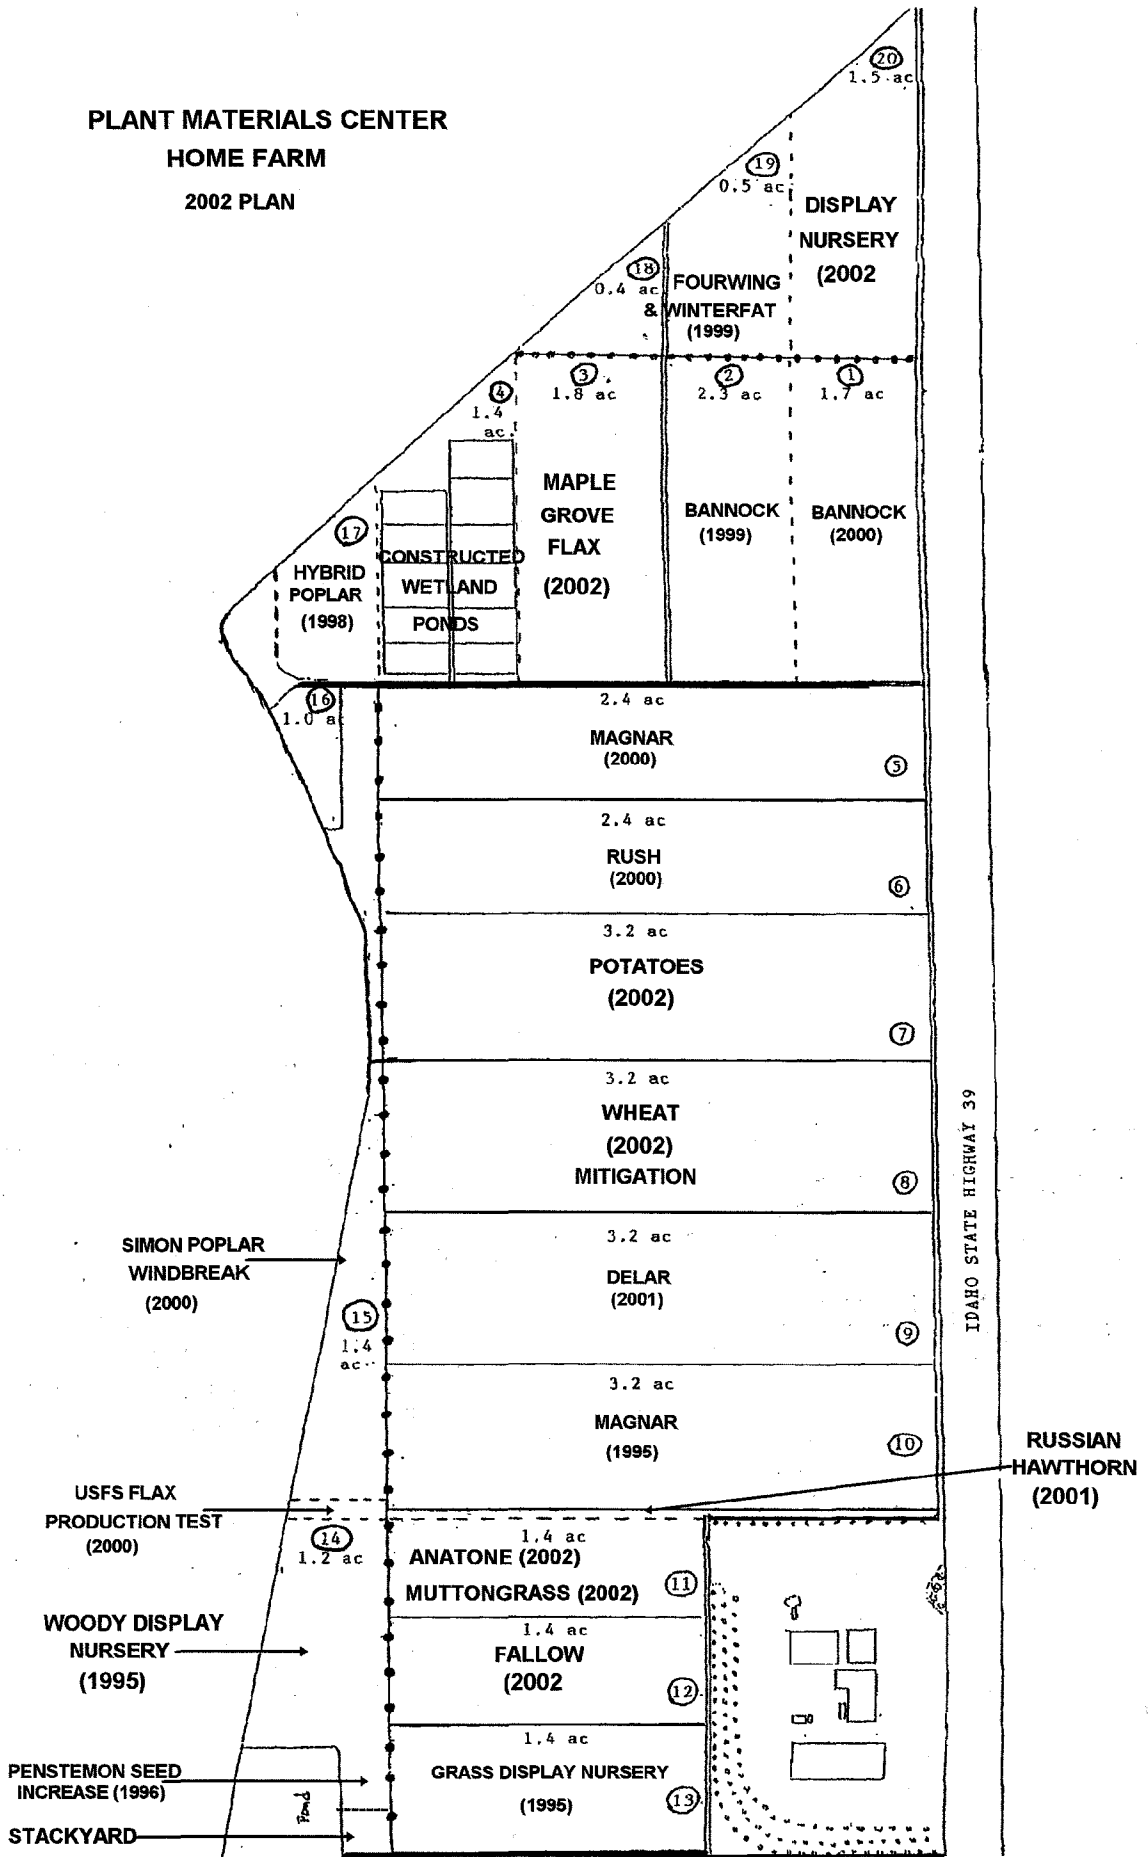 PLANT MATERIALS CENTER
HOME FARM
2002 PLAN
20
1.5 ac
19
0.5 ac
DISPLAY
NURSERY
(2002
18
0.4 ac
FOURWING
& WINTERFAT
(1999)
4
1.4
ac.
3
1.8 ac
2
2.3 ac
1
1.7 ac
MAPLE
GROVE
FLAX
(2002)
BANNOCK
(1999)
BANNOCK
(2000)
17
HYBRID
POPLAR
(1998)
CONSTRUCTED
WETLAND
PONDS
16
1.0 a
2.4 ac
MAGNAR
(2000)
5
2.4 ac
RUSH
(2000)
6
3.2 ac
POTATOES
(2002)
7
3.2 ac
WHEAT
(2002)
MITIGATION
8
IDAHO STATE HIGHWAY 39
3.2 ac
DELAR
(2001)
9
SIMON POPLAR
WINDBREAK
(2000)
15
1.4
ac
3.2 ac
MAGNAR
(1995)
10
RUSSIAN
HAWTHORN
(2001)
USFS FLAX
PRODUCTION TEST
(2000)
14
1.2 ac
1.4 ac
ANATONE (2002)
MUTTONGRASS (2002)
11
WOODY DISPLAY
NURSERY
(1995)
1.4 ac
FALLOW
(2002
12
1.4 ac
GRASS DISPLAY NURSERY
(1995)
13
PENSTEMON SEED
INCREASE (1996)
Pond
STACKYARD